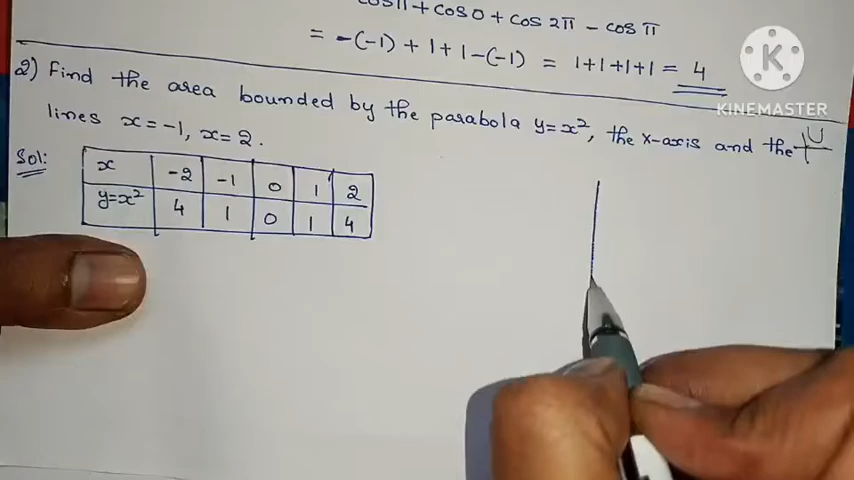 cos π + cos 0 + cos 2π - cos π
= -(-1) + 1 + 1 - (-1) = 1+1+1+1 = 4
K
KINEMASTER
2) Find the area bounded by the parabola y=x², the x-axis and the
lines x = -1, x = 2.
Sol:
x -2 -1 0 1 2
y=x² 4 1 0 1 4